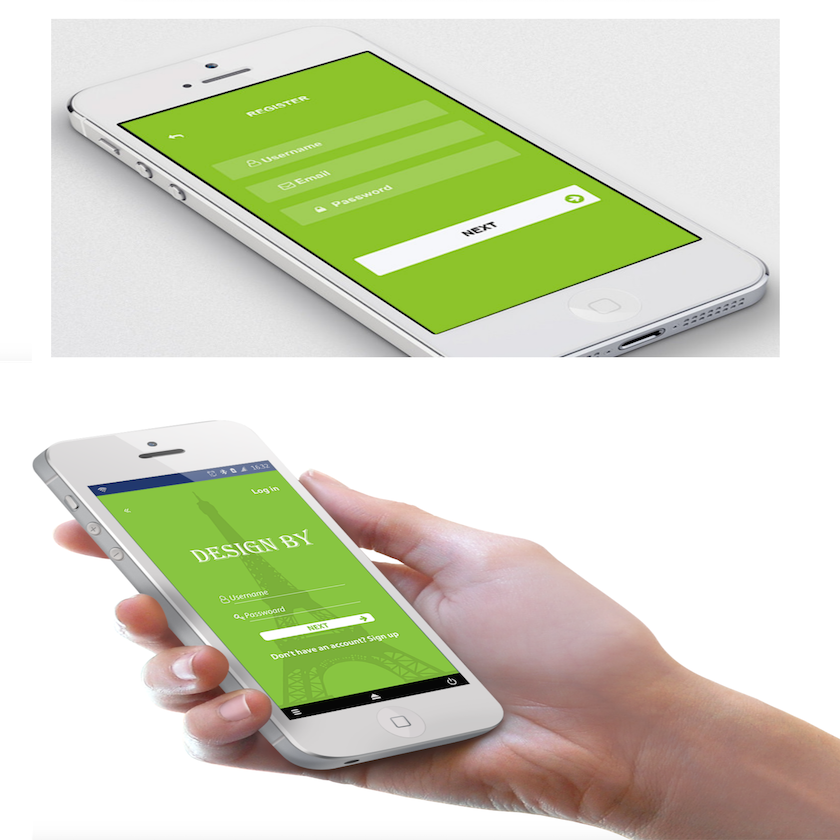 REGISTER
Username
Email
Password
NEXT
16:32
Log in
DESIGN BY
Username
Possword
NEXT
Don't have an account? Sign up